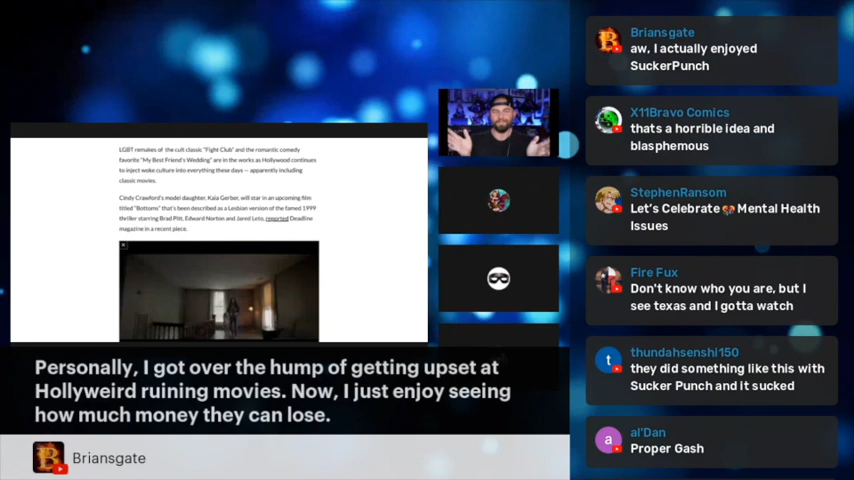 LGBT remakes of the cult classic "Fight Club" and the romantic comedy
favorite "My Best Friend's Wedding" are in the works as Hollywood continues
to inject woke culture into everything these days — apparently including
classic movies.
Cindy Crawford's model daughter, Kaia Gerber, will star in an upcoming film
titled "Bottoms" that's been described as a Lesbian version of the famed 1999
thriller starring Brad Pitt, Edward Norton and Jared Leto, reported Deadline
magazine in a recent piece.
Personally, I got over the hump of getting upset at
Hollyweird ruining movies. Now, I just enjoy seeing
how much money they can lose.
Briansgate
Briansgate
aw, I actually enjoyed
SuckerPunch
X11Bravo Comics
thats a horrible idea and
blasphemous
StephenRansom
Let's Celebrate Mental Health
Issues
Fire Fux
Don't know who you are, but I
see texas and I gotta watch
t
thundahsenshi150
they did something like this with
Sucker Punch and it sucked
a
al'Dan
Proper Gash